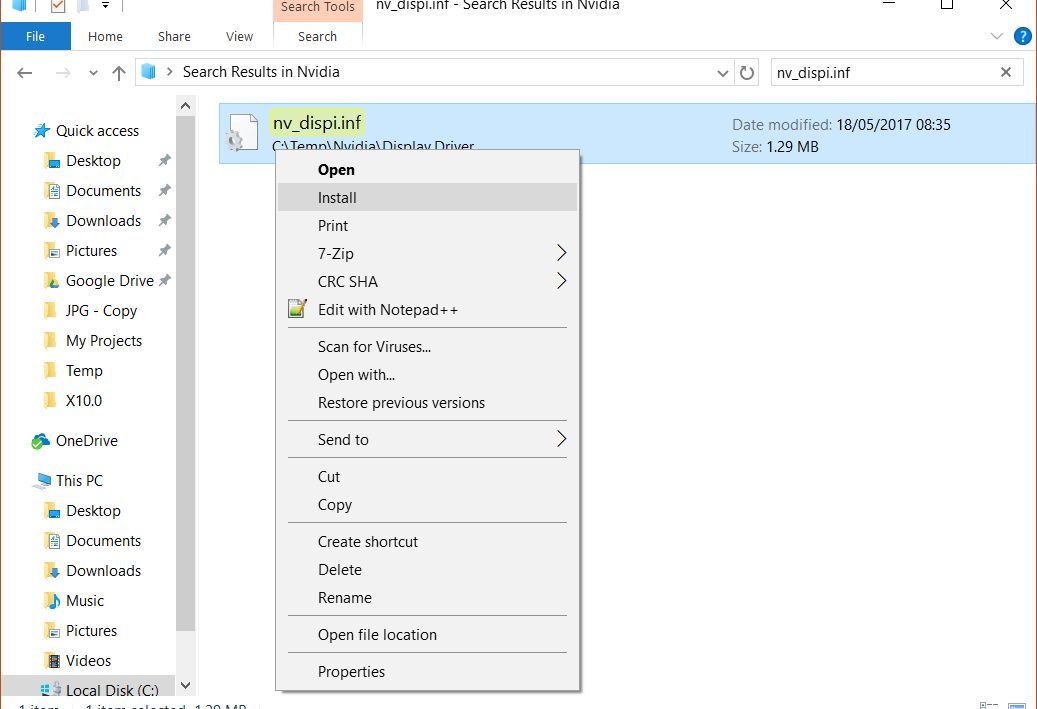 Search Tools
nv_dispi.inf - Search Results in Nvidia
File Home Share View Search
Search Results in Nvidia
nv_dispi.inf
Quick access
Desktop
Documents
Downloads
Pictures
Google Drive
JPG - Copy
My Projects
Temp
X10.0
OneDrive
This PC
Desktop
Documents
Downloads
Music
Pictures
Videos
Local Disk (C:)
nv_dispi.inf
C:\Temp\Nvidia\Display.Driver
Date modified: 18/05/2017 08:35
Size: 1.29 MB
Open
Install
Print
7-Zip
CRC SHA
Edit with Notepad++
Scan for Viruses...
Open with...
Restore previous versions
Send to
Cut
Copy
Create shortcut
Delete
Rename
Open file location
Properties
1 item 1 item selected 1.29 MB